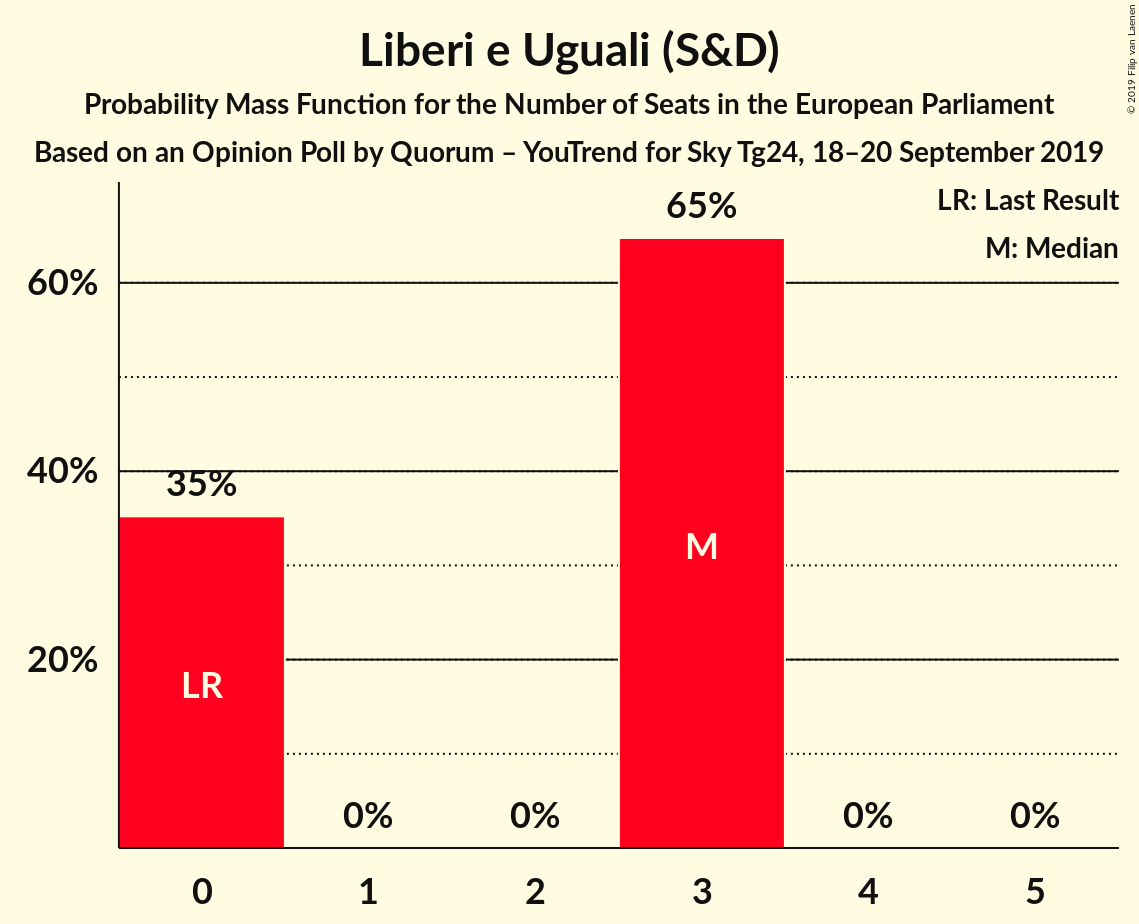 Liberi e Uguali (S&D)
Probability Mass Function for the Number of Seats in the European Parliament
Based on an Opinion Poll by Quorum – YouTrend for Sky Tg24, 18–20 September 2019
© 2019 Filip van Laenen
LR: Last Result
M: Median
65%
60%
40%
35%
M
20%
LR
0%
0%
0%
0%
0
1
2
3
4
5